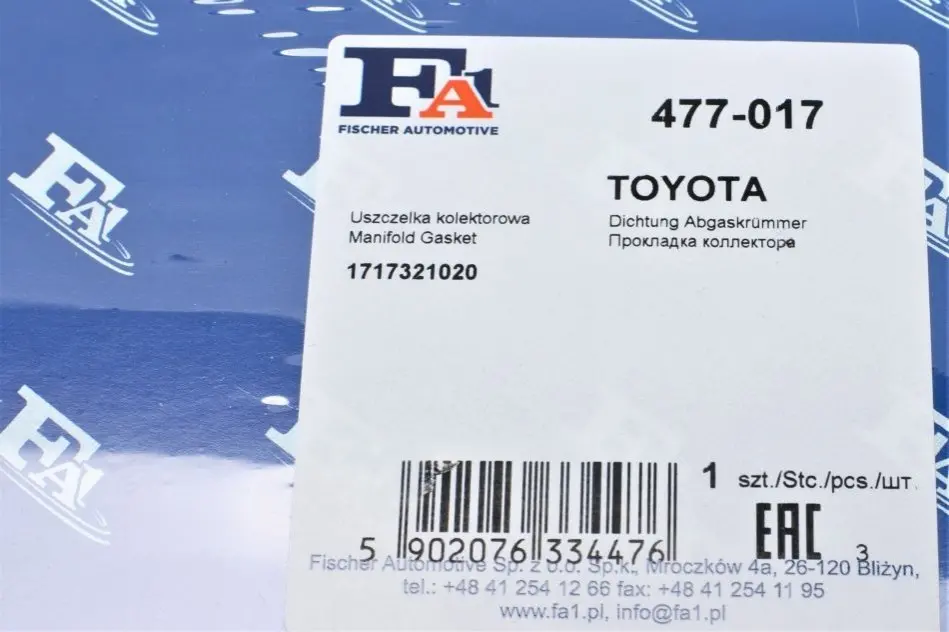 FA1
FISCHER AUTOMOTIVE
477-017
TOYOTA
Uszczelka kolektorowa
Manifold Gasket
Dichtung Abgaskrümmer
Прокладка коллектора
1717321020
1 szt./Stc./pcs./шт.
EAC
5 902076 334476
3
Fischer Automotive Sp. z o.o. Sp.k., Mroczków 4a, 26-120 Bliżyn,
tel.: +48 41 254 12 66 fax: +48 41 254 11 95
www.fa1.pl, info@fa1.pl
FA1
FA1